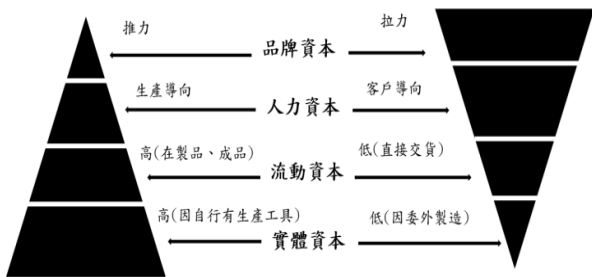 推力 拉力
品牌資本
生產導向 客戶導向
人力資本
高(在製品、成品) 低(直接交貨)
流動資本
高(因自行有生產工具) 低(因委外製造)
實體資本